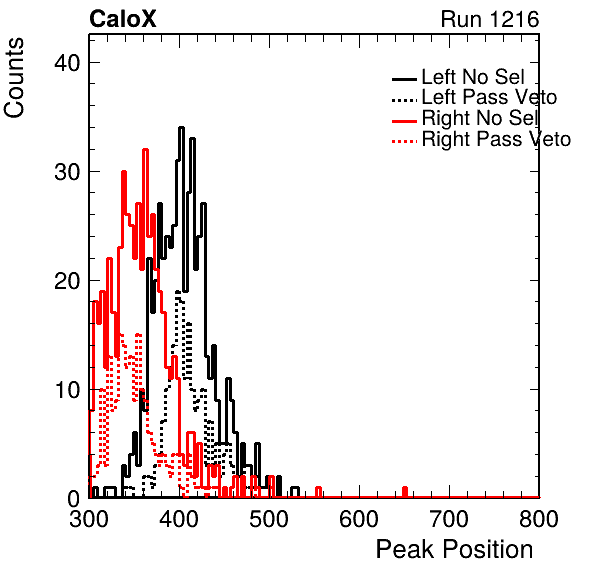 CaloX Run 1216
Counts
40
30
20
10
0
Left No Sel
Left Pass Veto
Right No Sel
Right Pass Veto
300 400 500 600 700 800
Peak Position